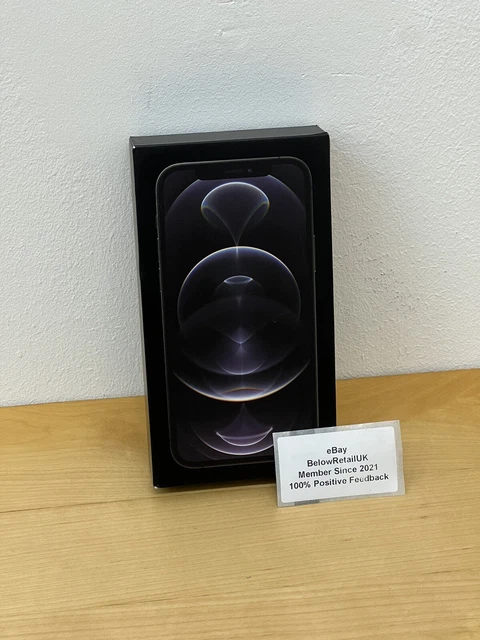 eBay
BelowRetailUK
Member Since 2021
100% Positive Feedback